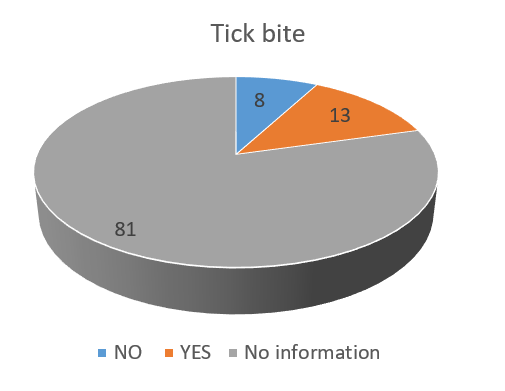 Tick bite
8
13
81
NO YES No information